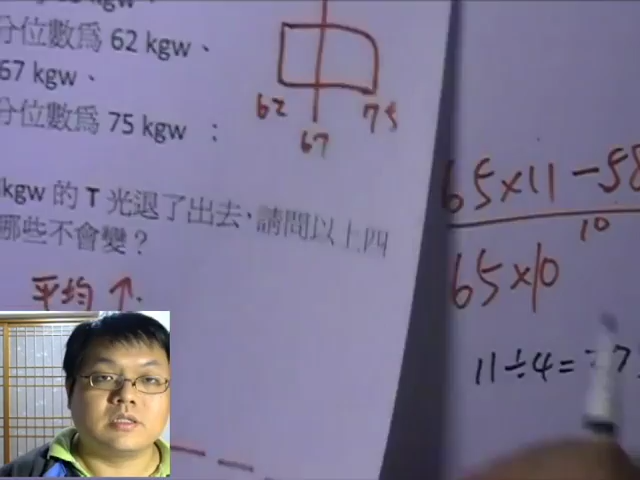 分位數爲 62 kgw、
67 kgw、
分位數爲 75 kgw ：
62
67
75
kgw 的 T 光退了出去，請問以上四
哪些不會變？
平均 ↑.
65×11-58
10
65×10
11÷4=